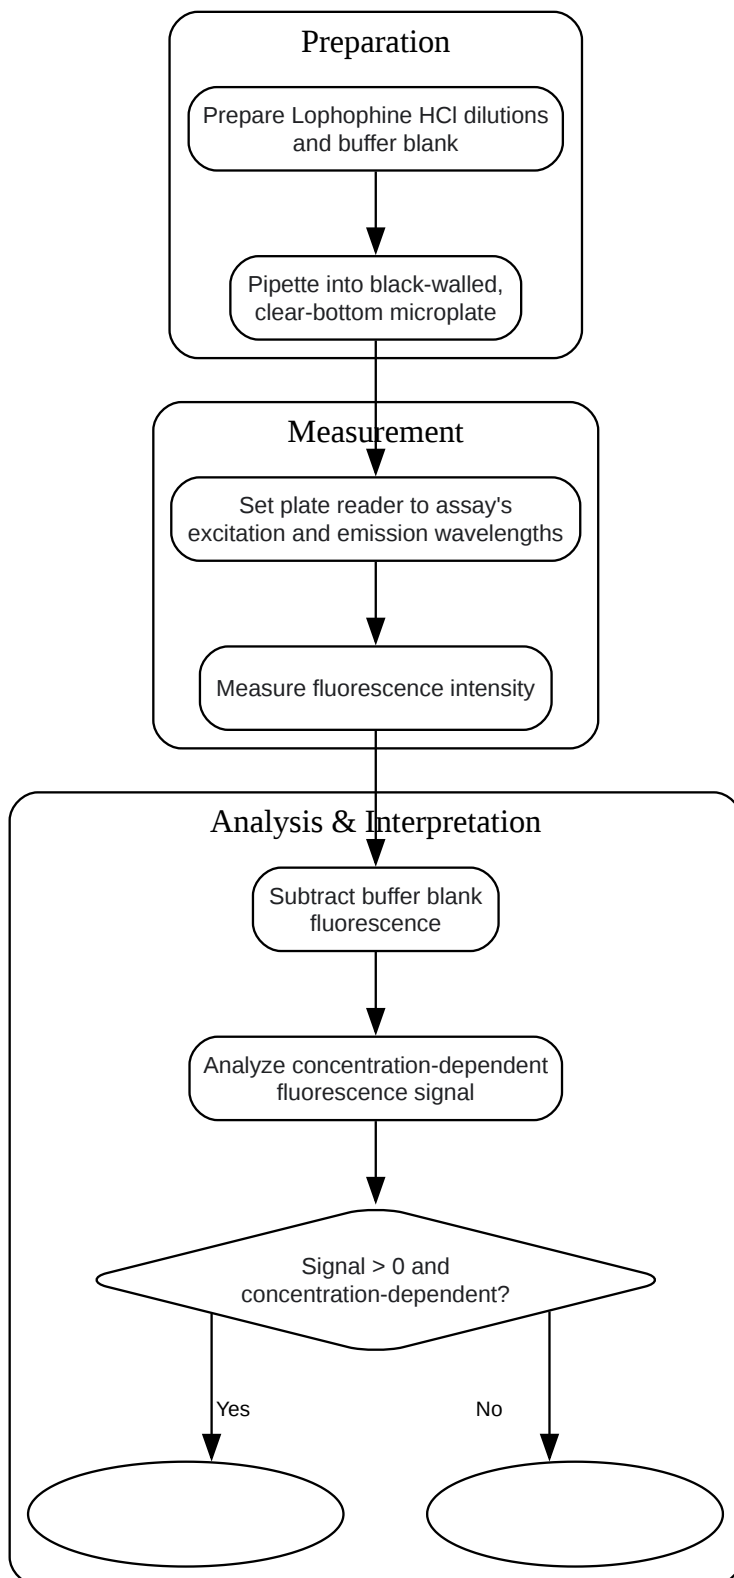 Preparation
Prepare Lophophine HCl dilutions
and buffer blank
Pipette into black-walled,
clear-bottom microplate
Measurement
Set plate reader to assay's
excitation and emission wavelengths
Measure fluorescence intensity
Analysis & Interpretation
Subtract buffer blank
fluorescence
Analyze concentration-dependent
fluorescence signal
Signal > 0 and
concentration-dependent?
Yes
No